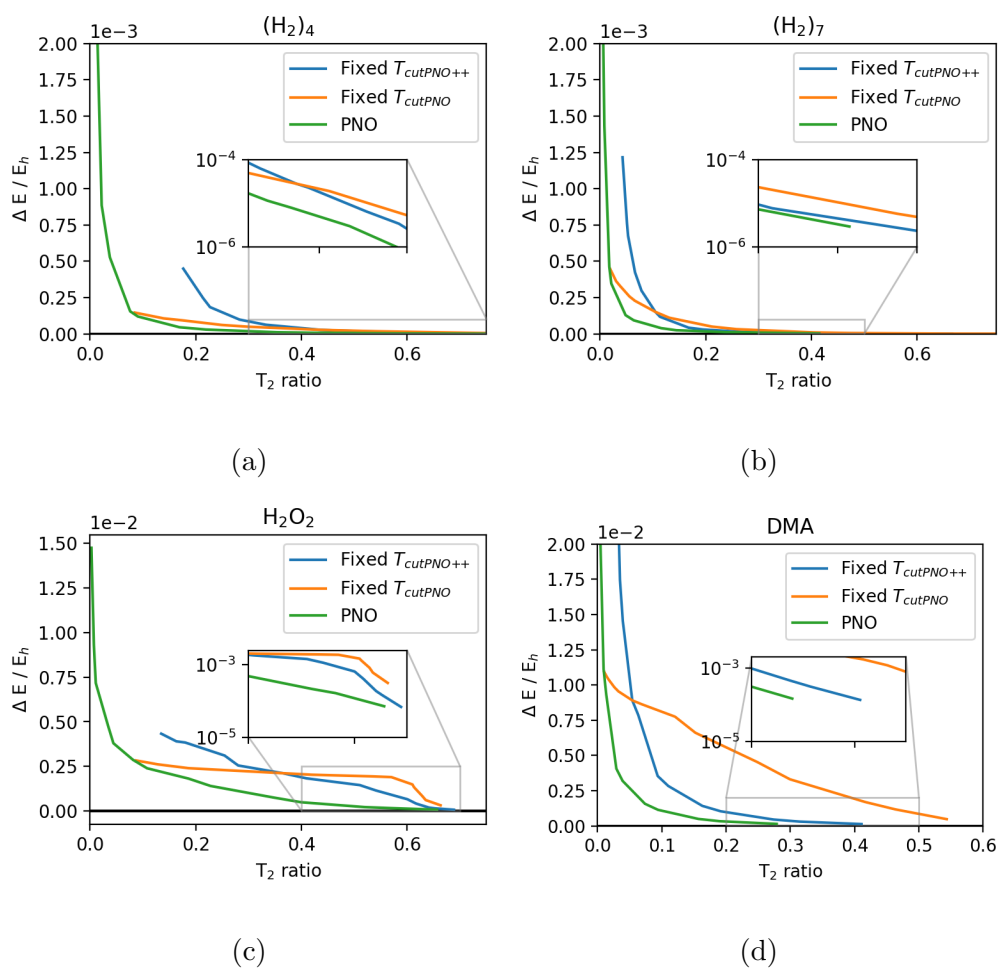 1e−3 (H₂)₄
Δ E / Eₕ
2.00
1.75
1.50
1.25
1.00
0.75
0.50
0.25
0.00
Fixed T_cutPNO++
Fixed T_cutPNO
PNO
10⁻⁴
10⁻⁶
0.0 0.2 0.4 0.6
T₂ ratio
(a)
1e−3 (H₂)₇
Δ E / Eₕ
2.00
1.75
1.50
1.25
1.00
0.75
0.50
0.25
0.00
Fixed T_cutPNO++
Fixed T_cutPNO
PNO
10⁻⁴
10⁻⁶
0.0 0.2 0.4 0.6
T₂ ratio
(b)
H₂O₂
1e−2
Δ E / Eₕ
1.50
1.25
1.00
0.75
0.50
0.25
0.00
Fixed T_cutPNO++
Fixed T_cutPNO
PNO
10⁻³
10⁻⁵
0.0 0.2 0.4 0.6
T₂ ratio
(c)
DMA
1e−2
Δ E / Eₕ
2.00
1.75
1.50
1.25
1.00
0.75
0.50
0.25
0.00
Fixed T_cutPNO++
Fixed T_cutPNO
PNO
10⁻³
10⁻⁵
0.0 0.1 0.2 0.3 0.4 0.5 0.6
T₂ ratio
(d)